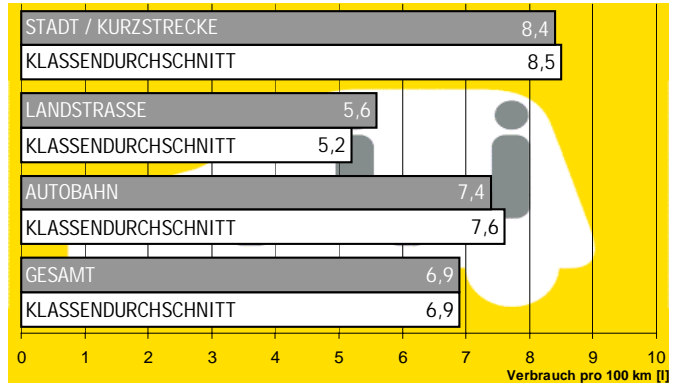 STADT / KURZSTRECKE 8,4
KLASSENDURCHSCHNITT 8,5
LANDSTRASSE 5,6
KLASSENDURCHSCHNITT 5,2
AUTOBAHN 7,4
KLASSENDURCHSCHNITT 7,6
GESAMT 6,9
KLASSENDURCHSCHNITT 6,9
0 1 2 3 4 5 6 7 8 9 10
Verbrauch pro 100 km [l]